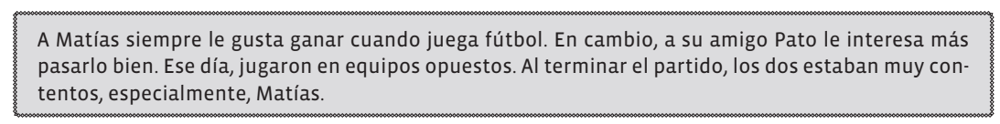 A Matías siempre le gusta ganar cuando juega fútbol. En cambio, a su amigo Pato le interesa más
pasarlo bien. Ese día, jugaron en equipos opuestos. Al terminar el partido, los dos estaban muy con-
tentos, especialmente, Matías.